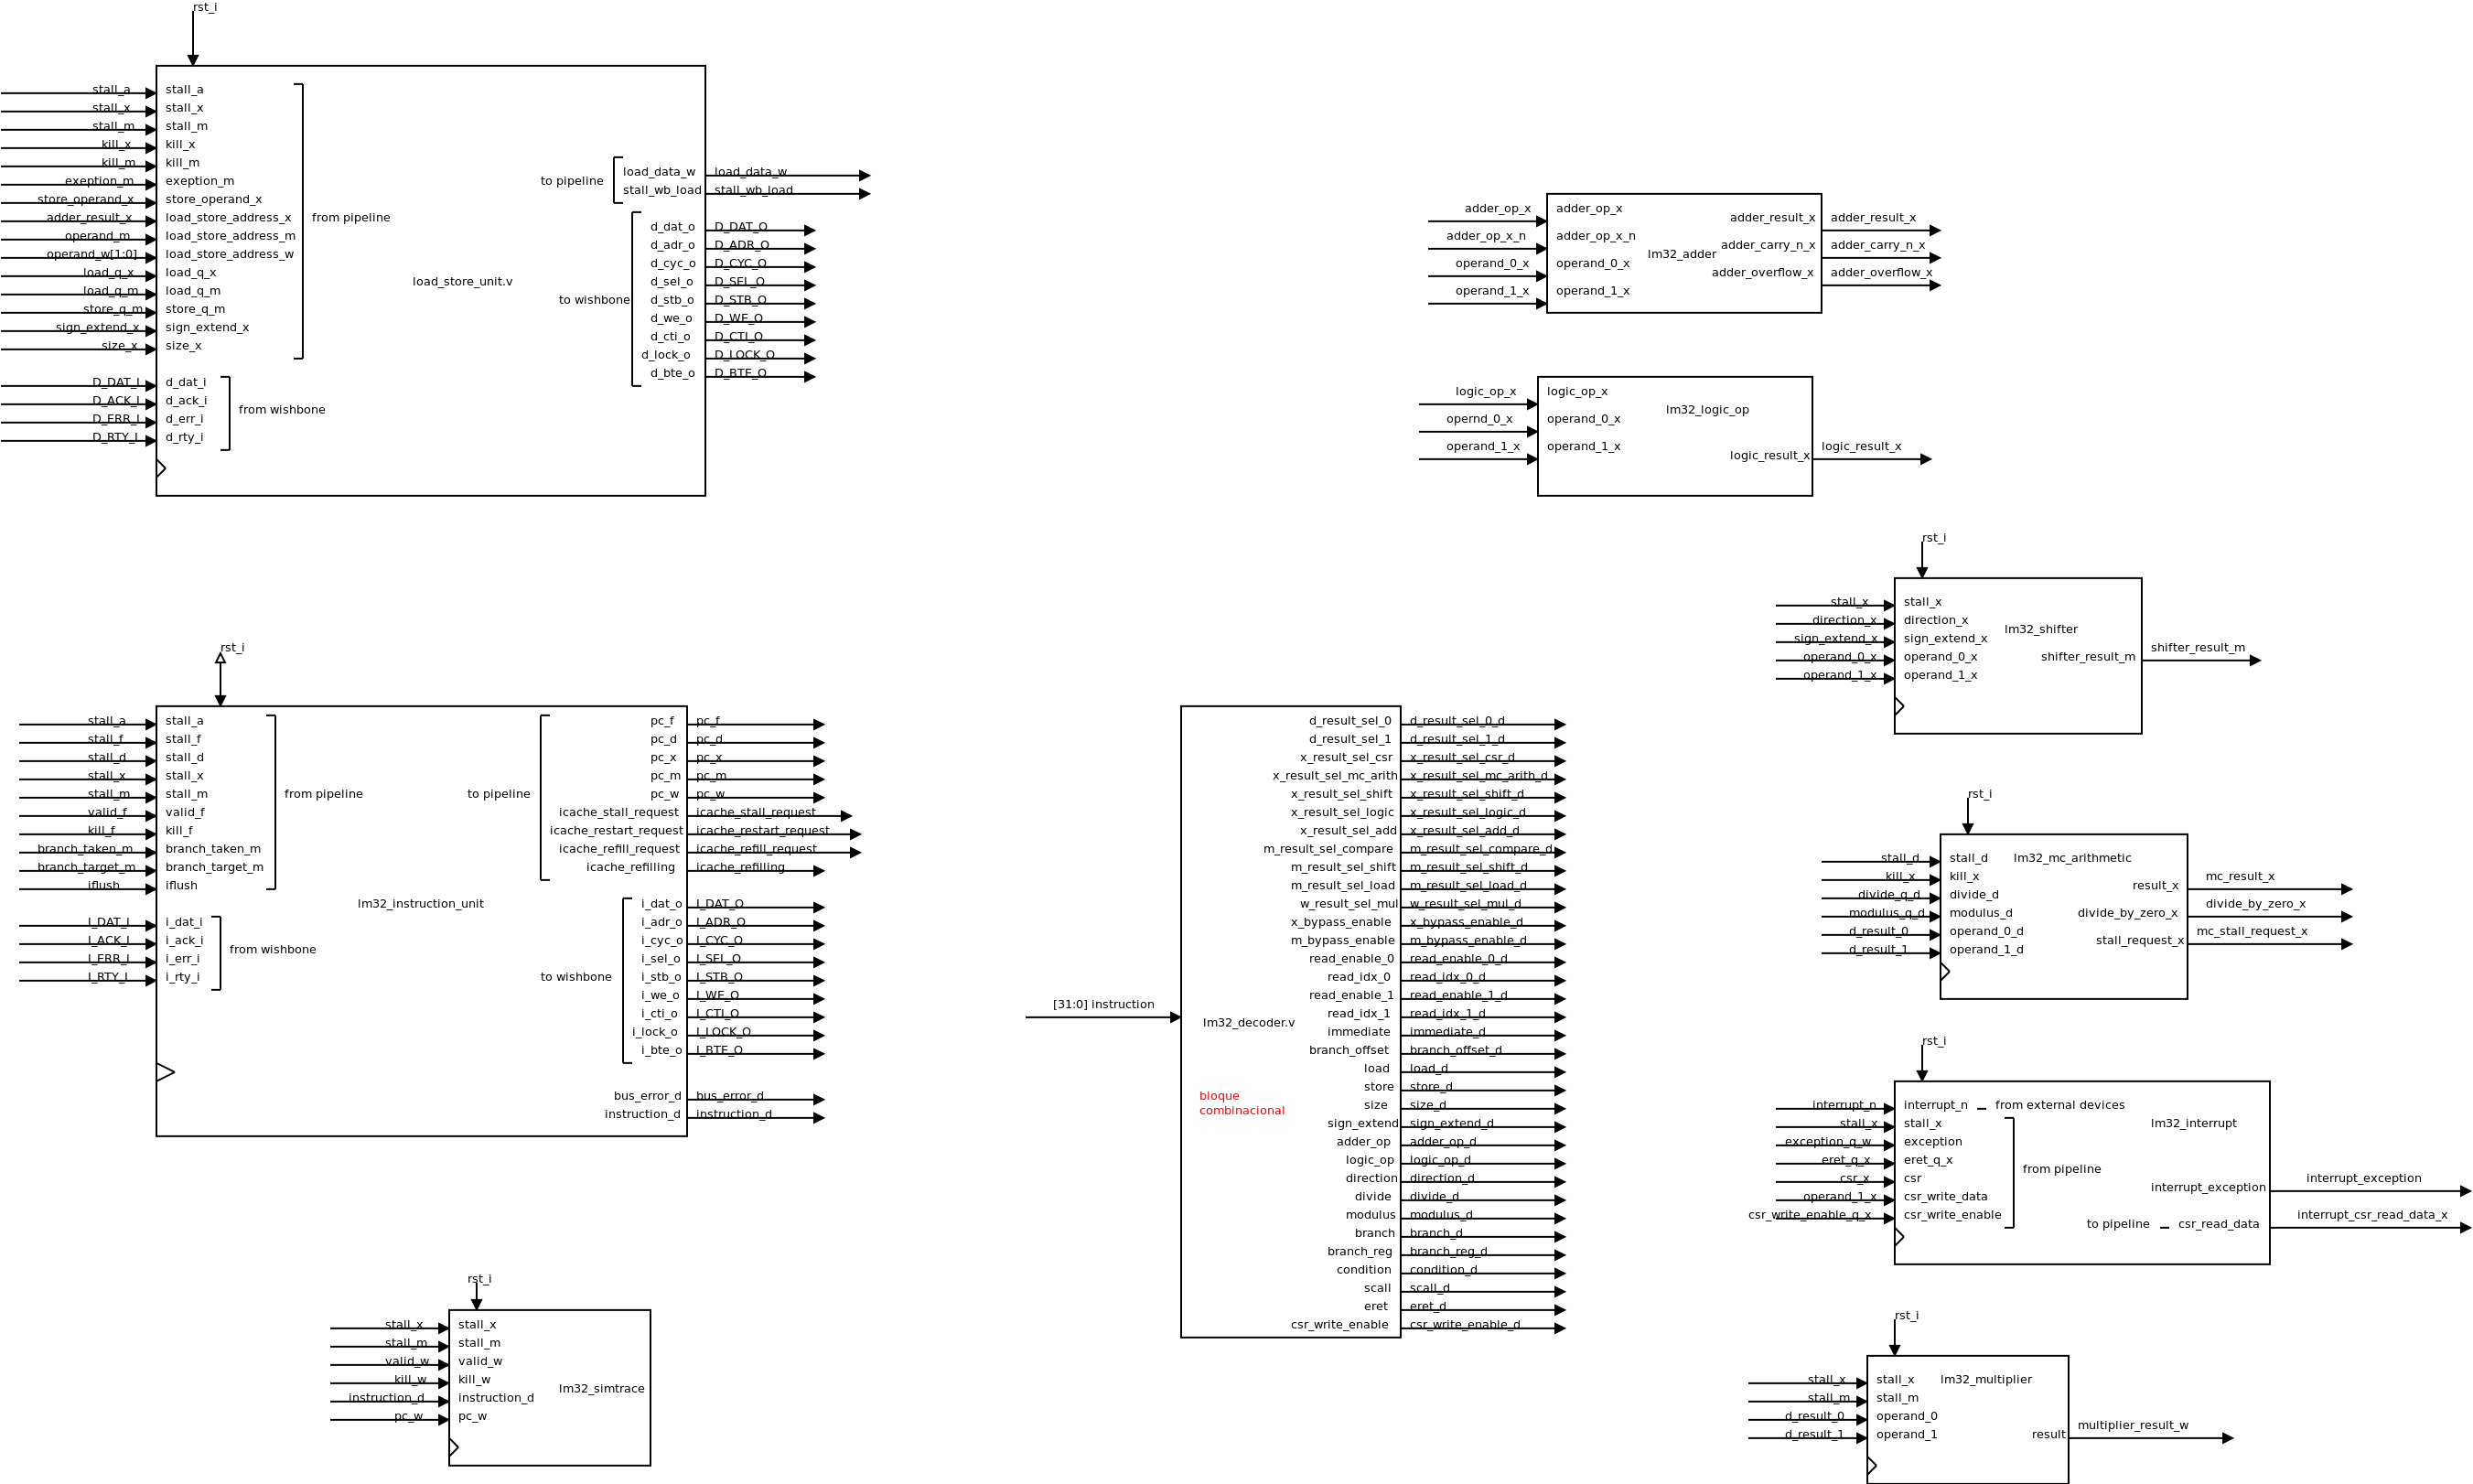 rst_i
stall_a stall_a
stall_x stall_x
stall_m stall_m
kill_x kill_x
kill_m kill_m
exeption_m exeption_m
store_operand_x store_operand_x
adder_result_x load_store_address_x
operand_m load_store_address_m
operand_w[1:0] load_store_address_w
load_q_x load_q_x
load_q_m load_q_m
store_q_m store_q_m
sign_extend_x sign_extend_x
size_x size_x
from pipeline
D_DAT_I d_dat_i
D_ACK_I d_ack_i
D_ERR_I d_err_i
D_RTY_I d_rty_i
from wishbone
load_store_unit.v
to pipeline
load_data_w load_data_w
stall_wb_load stall_wb_load
to wishbone
d_dat_o D_DAT_O
d_adr_o D_ADR_O
d_cyc_o D_CYC_O
d_sel_o D_SEL_O
d_stb_o D_STB_O
d_we_o D_WE_O
d_cti_o D_CTI_O
d_lock_o D_LOCK_O
d_bte_o D_BTE_O
adder_op_x adder_op_x
adder_op_x_n adder_op_x_n
operand_0_x operand_0_x
operand_1_x operand_1_x
lm32_adder
adder_result_x adder_result_x
adder_carry_n_x adder_carry_n_x
adder_overflow_x adder_overflow_x
logic_op_x logic_op_x
opernd_0_x operand_0_x
operand_1_x operand_1_x
lm32_logic_op
logic_result_x logic_result_x
rst_i
stall_x stall_x
direction_x direction_x
sign_extend_x sign_extend_x
operand_0_x operand_0_x
operand_1_x operand_1_x
lm32_shifter
shifter_result_m shifter_result_m
rst_i
stall_a stall_a
stall_f stall_f
stall_d stall_d
stall_x stall_x
stall_m stall_m
valid_f valid_f
kill_f kill_f
branch_taken_m branch_taken_m
branch_target_m branch_target_m
iflush iflush
from pipeline
I_DAT_I i_dat_i
I_ACK_I i_ack_i
I_ERR_I i_err_i
I_RTY_I i_rty_i
from wishbone
lm32_instruction_unit
to pipeline
pc_f pc_f
pc_d pc_d
pc_x pc_x
pc_m pc_m
pc_w pc_w
icache_stall_request icache_stall_request
icache_restart_request icache_restart_request
icache_refill_request icache_refill_request
icache_refilling icache_refilling
to wishbone
i_dat_o I_DAT_O
i_adr_o I_ADR_O
i_cyc_o I_CYC_O
i_sel_o I_SEL_O
i_stb_o I_STB_O
i_we_o I_WE_O
i_cti_o I_CTI_O
i_lock_o I_LOCK_O
i_bte_o I_BTE_O
bus_error_d bus_error_d
instruction_d instruction_d
[31:0] instruction
lm32_decoder.v
bloque
combinacional
d_result_sel_0 d_result_sel_0_d
d_result_sel_1 d_result_sel_1_d
x_result_sel_csr x_result_sel_csr_d
x_result_sel_mc_arith x_result_sel_mc_arith_d
x_result_sel_shift x_result_sel_shift_d
x_result_sel_logic x_result_sel_logic_d
x_result_sel_add x_result_sel_add_d
m_result_sel_compare m_result_sel_compare_d
m_result_sel_shift m_result_sel_shift_d
m_result_sel_load m_result_sel_load_d
w_result_sel_mul w_result_sel_mul_d
x_bypass_enable x_bypass_enable_d
m_bypass_enable m_bypass_enable_d
read_enable_0 read_enable_0_d
read_idx_0 read_idx_0_d
read_enable_1 read_enable_1_d
read_idx_1 read_idx_1_d
immediate immediate_d
branch_offset branch_offset_d
load load_d
store store_d
size size_d
sign_extend sign_extend_d
adder_op adder_op_d
logic_op logic_op_d
direction direction_d
divide divide_d
modulus modulus_d
branch branch_d
branch_reg branch_reg_d
condition condition_d
scall scall_d
eret eret_d
csr_write_enable csr_write_enable_d
rst_i
stall_d stall_d
kill_x kill_x
divide_q_d divide_d
modulus_q_d modulus_d
d_result_0 operand_0_d
d_result_1 operand_1_d
lm32_mc_arithmetic
result_x mc_result_x
divide_by_zero_x divide_by_zero_x
stall_request_x mc_stall_request_x
rst_i
interrupt_n interrupt_n from external devices
stall_x stall_x
exception_q_w exception
eret_q_x eret_q_x
csr_x csr
operand_1_x csr_write_data
csr_write_enable_q_x csr_write_enable
from pipeline
lm32_interrupt
interrupt_exception interrupt_exception
to pipeline csr_read_data interrupt_csr_read_data_x
rst_i
stall_x stall_x
stall_m stall_m
valid_w valid_w
kill_w kill_w
instruction_d instruction_d
pc_w pc_w
lm32_simtrace
rst_i
stall_x stall_x
stall_m stall_m
d_result_0 operand_0
d_result_1 operand_1
lm32_multiplier
result multiplier_result_w